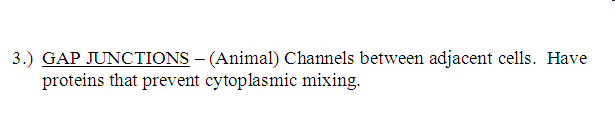 3.) GAP JUNCTIONS – (Animal) Channels between adjacent cells.  Have
proteins that prevent cytoplasmic mixing.